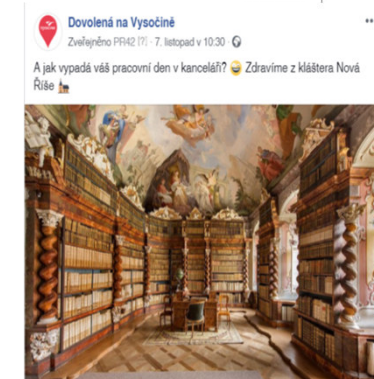 Dovolená na Vysočině
Zveřejněno PR42 [?] · 7. listopad v 10:30 ·
A jak vypadá váš pracovní den v kanceláři? 😄 Zdravíme z kláštera Nová
Říše